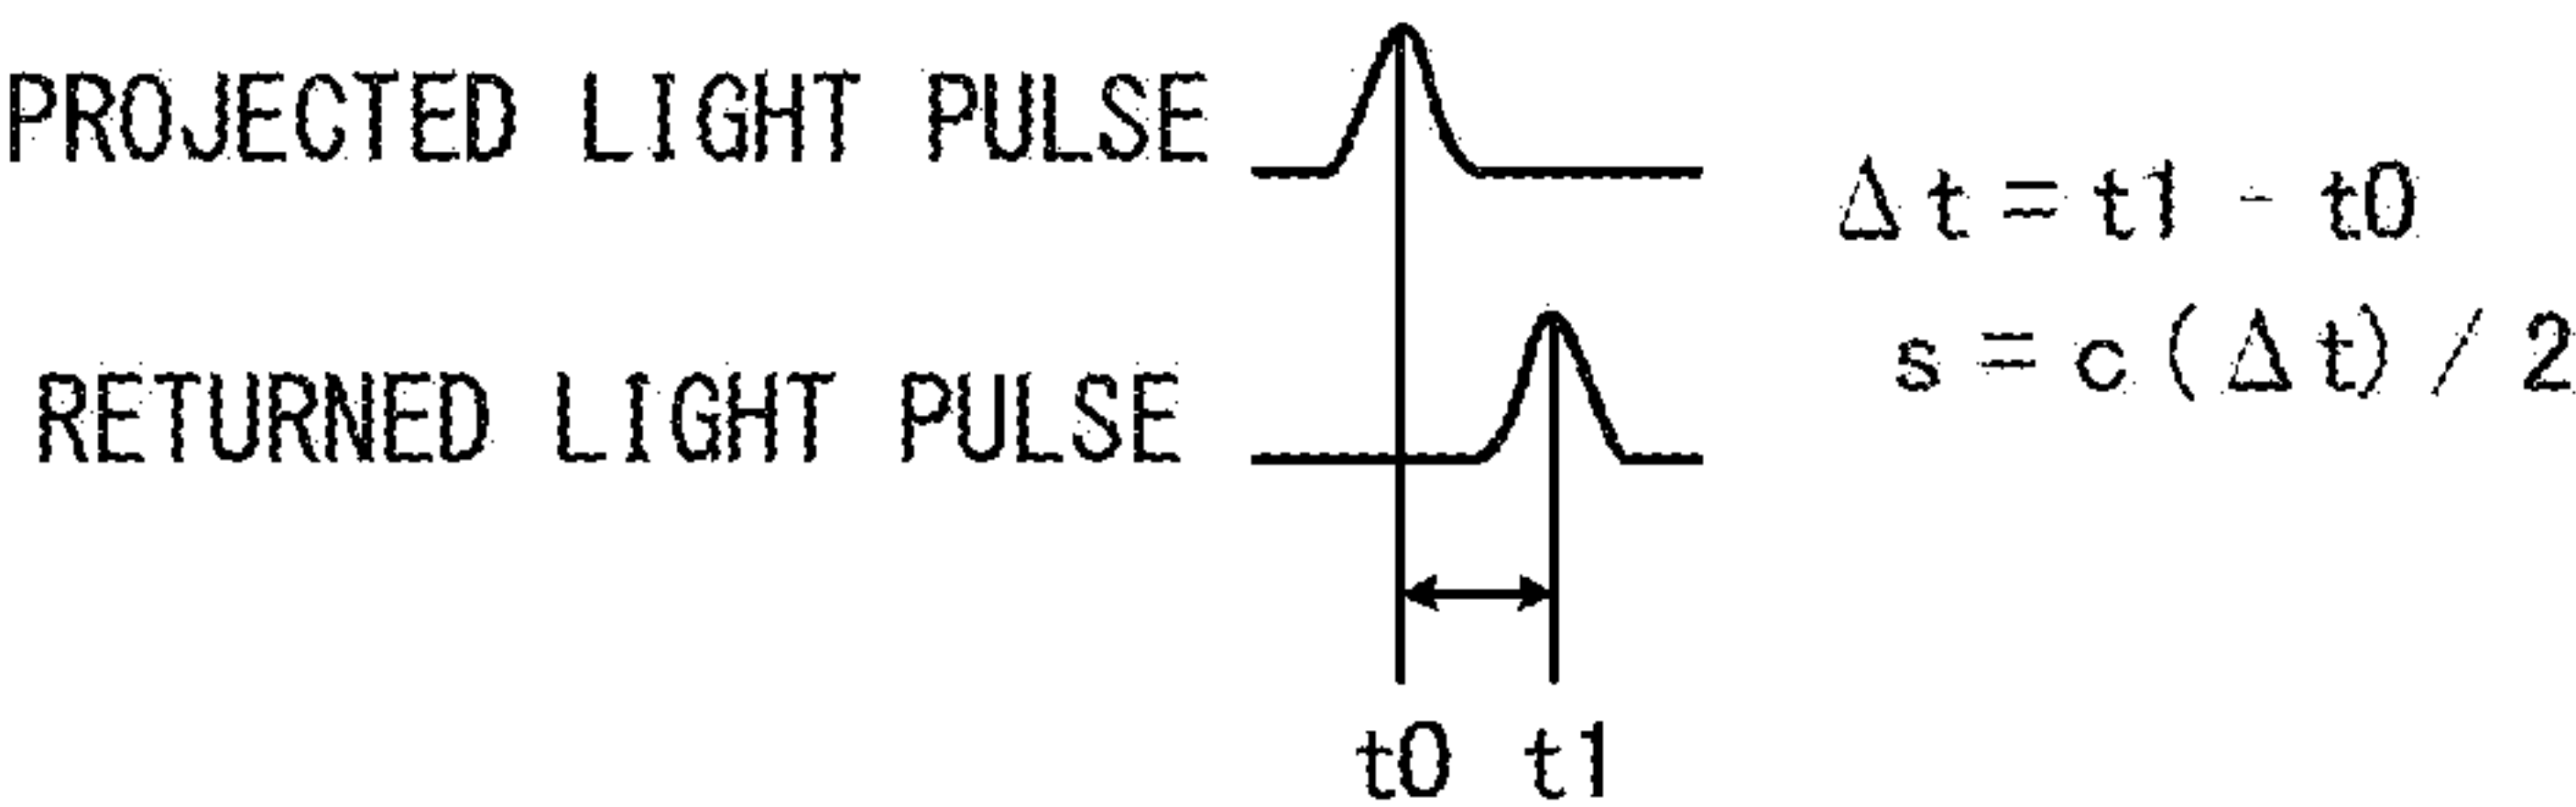 PROJECTED LIGHT PULSE
Δt = t1 - t0
s = c (Δt) / 2
RETURNED LIGHT PULSE
t0 t1